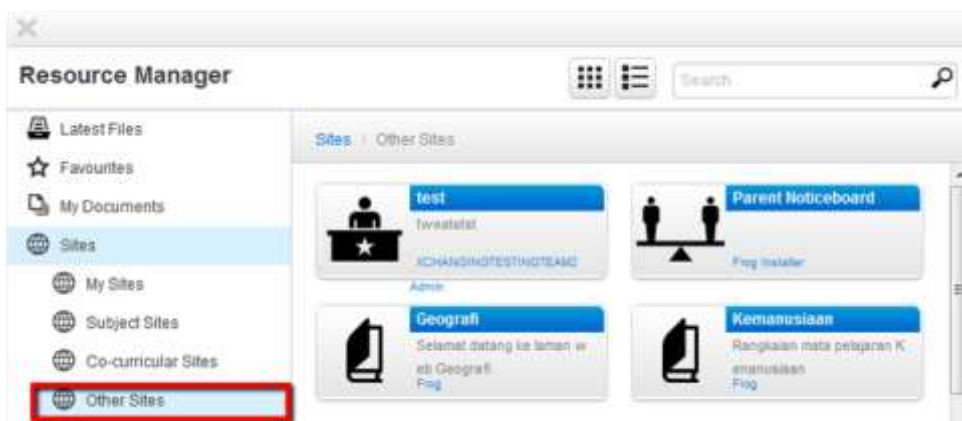 Resource Manager
Search
Latest Files
Favourites
My Documents
Sites
My Sites
Subject Sites
Co-curricular Sites
Other Sites
Sites
Other Sites
test
Admin
Parent Noticeboard
Frog Installer
Geografi
Selamat datang ke laman w
eb Geografi
Frog
Kemanusiaan
Rangkaian mata pelajaran K
emanusiaan
Frog